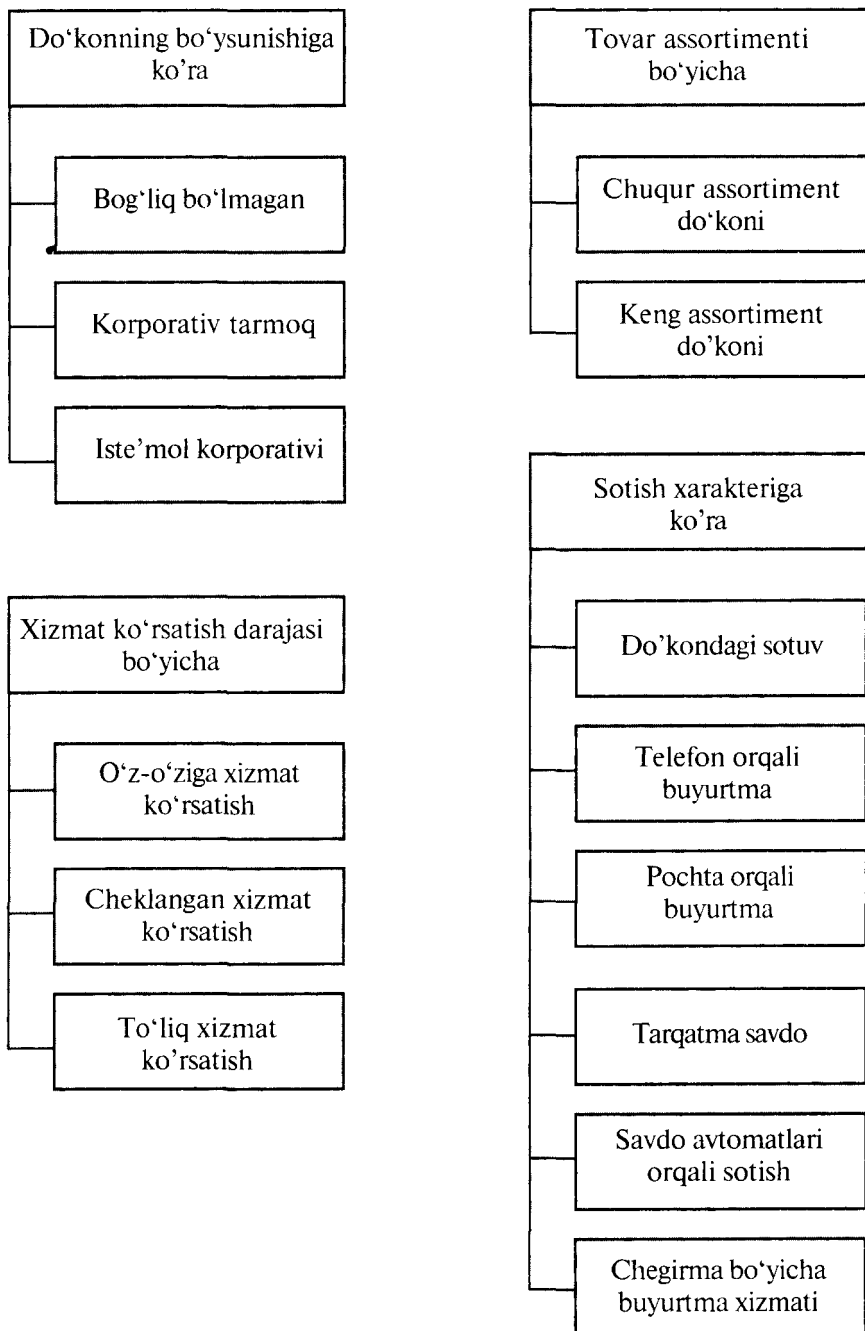 Do‘konning bo‘ysunishiga
ko’ra
Bog‘liq bo‘lmagan
Korporativ tarmoq
Iste’mol korporativi
Xizmat ko‘rsatish darajasi
bo‘yicha
O‘z-o‘ziga xizmat
ko‘rsatish
Cheklangan xizmat
ko‘rsatish
To‘liq xizmat
ko’rsatish
Tovar assortimenti
bo‘yicha
Chuqur assortiment
do‘koni
Keng assortiment
do’koni
Sotish xarakteriga
ko’ra
Do’kondagi sotuv
Telefon orqali
buyurtma
Pochta orqali
buyurtma
Tarqatma savdo
Savdo avtomatlari
orqali sotish
Chegirma bo‘yicha
buyurtma xizmati